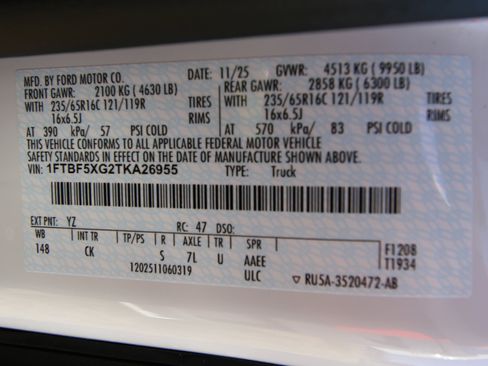 MFD. BY FORD MOTOR CO. DATE: 11/25 GVWR: 4513 KG ( 9950 LB)
FRONT GAWR: 2100 KG ( 4630 LB) REAR GAWR: 2858 KG ( 6300 LB)
WITH 235/65R16C 121/119R TIRES WITH 235/65R16C 121/119R TIRES
16x6.5J RIMS 16x6.5J RIMS
AT 390 kPa/ 57 PSI COLD AT 570 kPa/ 83 PSI COLD
THIS VEHICLE CONFORMS TO ALL APPLICABLE FEDERAL MOTOR VEHICLE
SAFETY STANDARDS IN EFFECT ON THE DATE OF MANUFACTURE SHOWN ABOVE.
VIN: 1FTBF5XG2TKA26955 TYPE: Truck
EXT PNT: YZ RC: 47 DSO:
WB INT TR TP/PS R AXLE TR SPR
148 CK S 7L U AAEE
ULC
F1208
T1934
1202511060319
▽ RU5A-3520472-AB